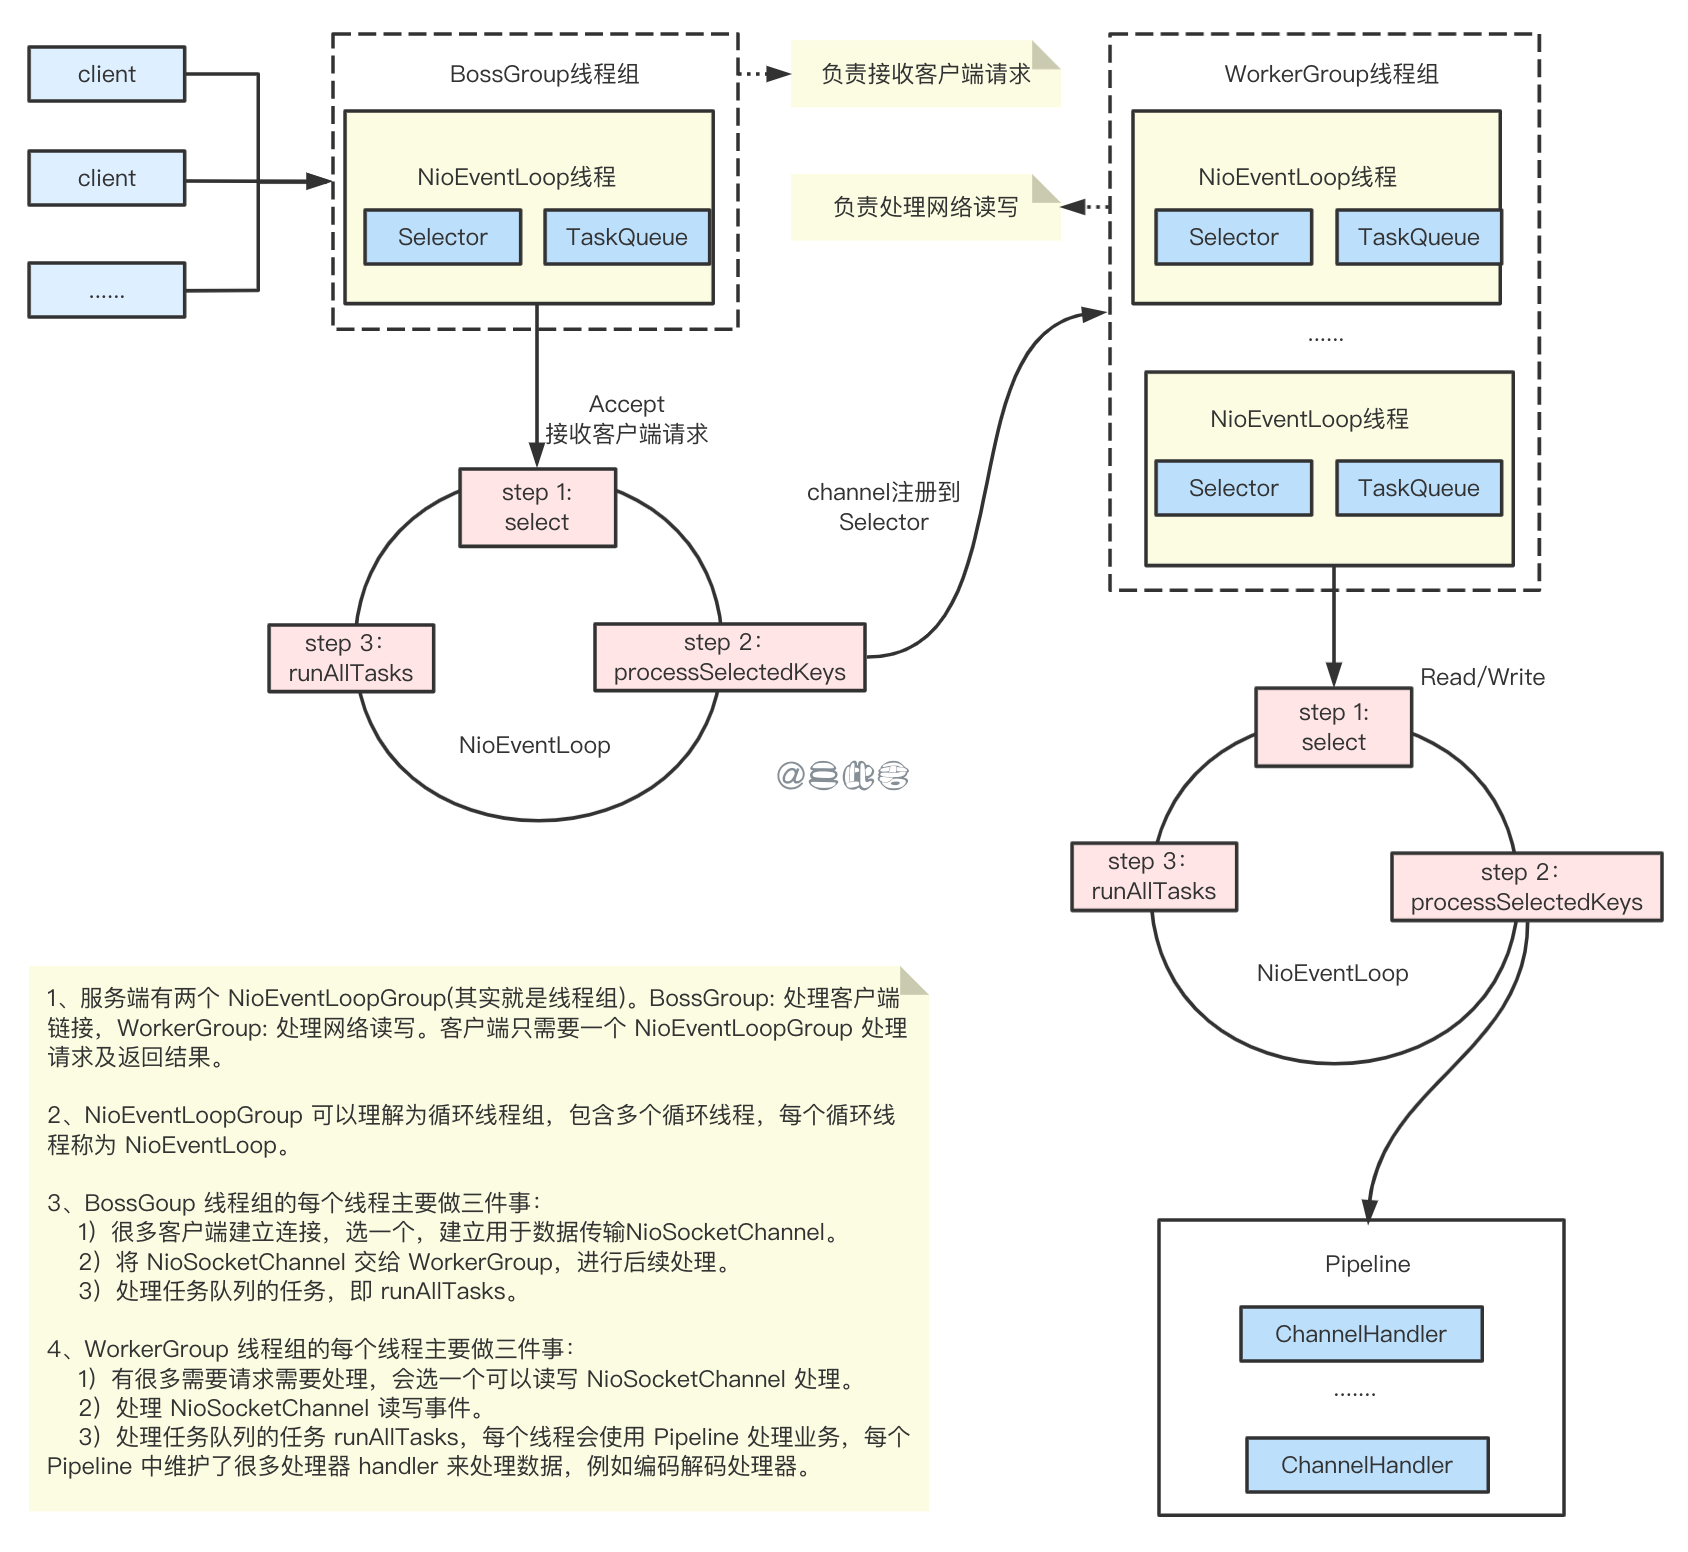 client
client
......
BossGroup线程组
NioEventLoop线程
Selector
TaskQueue
负责接收客户端请求
负责处理网络读写
WorkerGroup线程组
NioEventLoop线程
Selector
TaskQueue
......
NioEventLoop线程
Selector
TaskQueue
Accept
接收客户端请求
step 1:
select
step 2：
processSelectedKeys
step 3：
runAllTasks
NioEventLoop
channel注册到
Selector
@三此君
Read/Write
step 1:
select
step 2：
processSelectedKeys
step 3：
runAllTasks
NioEventLoop
Pipeline
ChannelHandler
.......
ChannelHandler
1、服务端有两个 NioEventLoopGroup(其实就是线程组)。BossGroup: 处理客户端
链接，WorkerGroup: 处理网络读写。客户端只需要一个 NioEventLoopGroup 处理
请求及返回结果。
2、NioEventLoopGroup 可以理解为循环线程组，包含多个循环线程，每个循环线
程称为 NioEventLoop。
3、BossGoup 线程组的每个线程主要做三件事：
1）很多客户端建立连接，选一个，建立用于数据传输NioSocketChannel。
2）将 NioSocketChannel 交给 WorkerGroup，进行后续处理。
3）处理任务队列的任务，即 runAllTasks。
4、WorkerGroup 线程组的每个线程主要做三件事：
1）有很多需要请求需要处理，会选一个可以读写 NioSocketChannel 处理。
2）处理 NioSocketChannel 读写事件。
3）处理任务队列的任务 runAllTasks，每个线程会使用 Pipeline 处理业务，每个
Pipeline 中维护了很多处理器 handler 来处理数据，例如编码解码处理器。